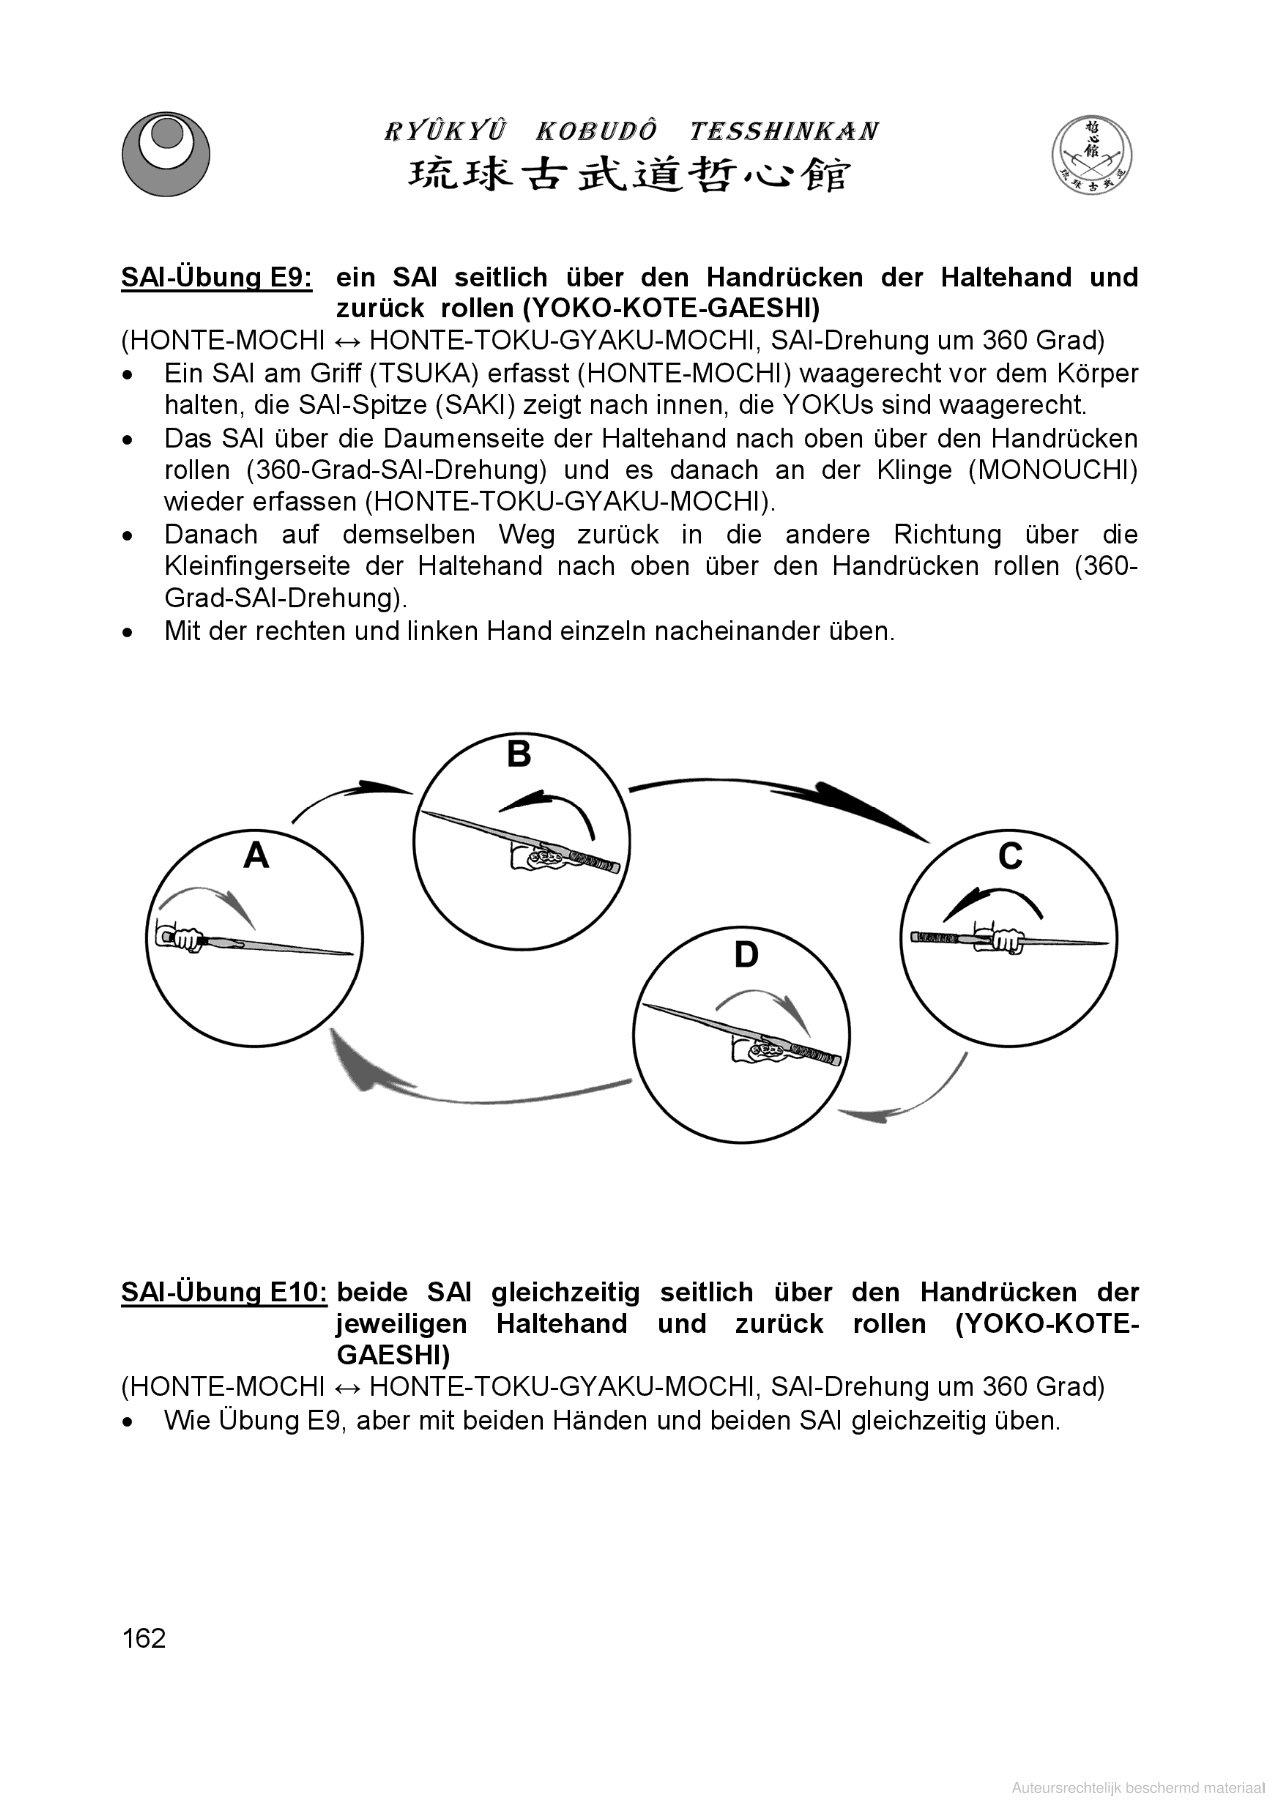 RYÛKYÛ KOBUDÔ TESSHINKAN
琉球古武道哲心館
哲心館
琉球古武道
SAI-Übung E9: ein SAI seitlich über den Handrücken der Haltehand und
zurück rollen (YOKO-KOTE-GAESHI)
(HONTE-MOCHI ↔ HONTE-TOKU-GYAKU-MOCHI, SAI-Drehung um 360 Grad)
• Ein SAI am Griff (TSUKA) erfasst (HONTE-MOCHI) waagerecht vor dem Körper
halten, die SAI-Spitze (SAKI) zeigt nach innen, die YOKUs sind waagerecht.
• Das SAI über die Daumenseite der Haltehand nach oben über den Handrücken
rollen (360-Grad-SAI-Drehung) und es danach an der Klinge (MONOUCHI)
wieder erfassen (HONTE-TOKU-GYAKU-MOCHI).
• Danach auf demselben Weg zurück in die andere Richtung über die
Kleinfingerseite der Haltehand nach oben über den Handrücken rollen (360-
Grad-SAI-Drehung).
• Mit der rechten und linken Hand einzeln nacheinander üben.
B
A
C
D
SAI-Übung E10: beide SAI gleichzeitig seitlich über den Handrücken der
jeweiligen Haltehand und zurück rollen (YOKO-KOTE-
GAESHI)
(HONTE-MOCHI ↔ HONTE-TOKU-GYAKU-MOCHI, SAI-Drehung um 360 Grad)
• Wie Übung E9, aber mit beiden Händen und beiden SAI gleichzeitig üben.
162
Auteursrechtelijk beschermd materiaal